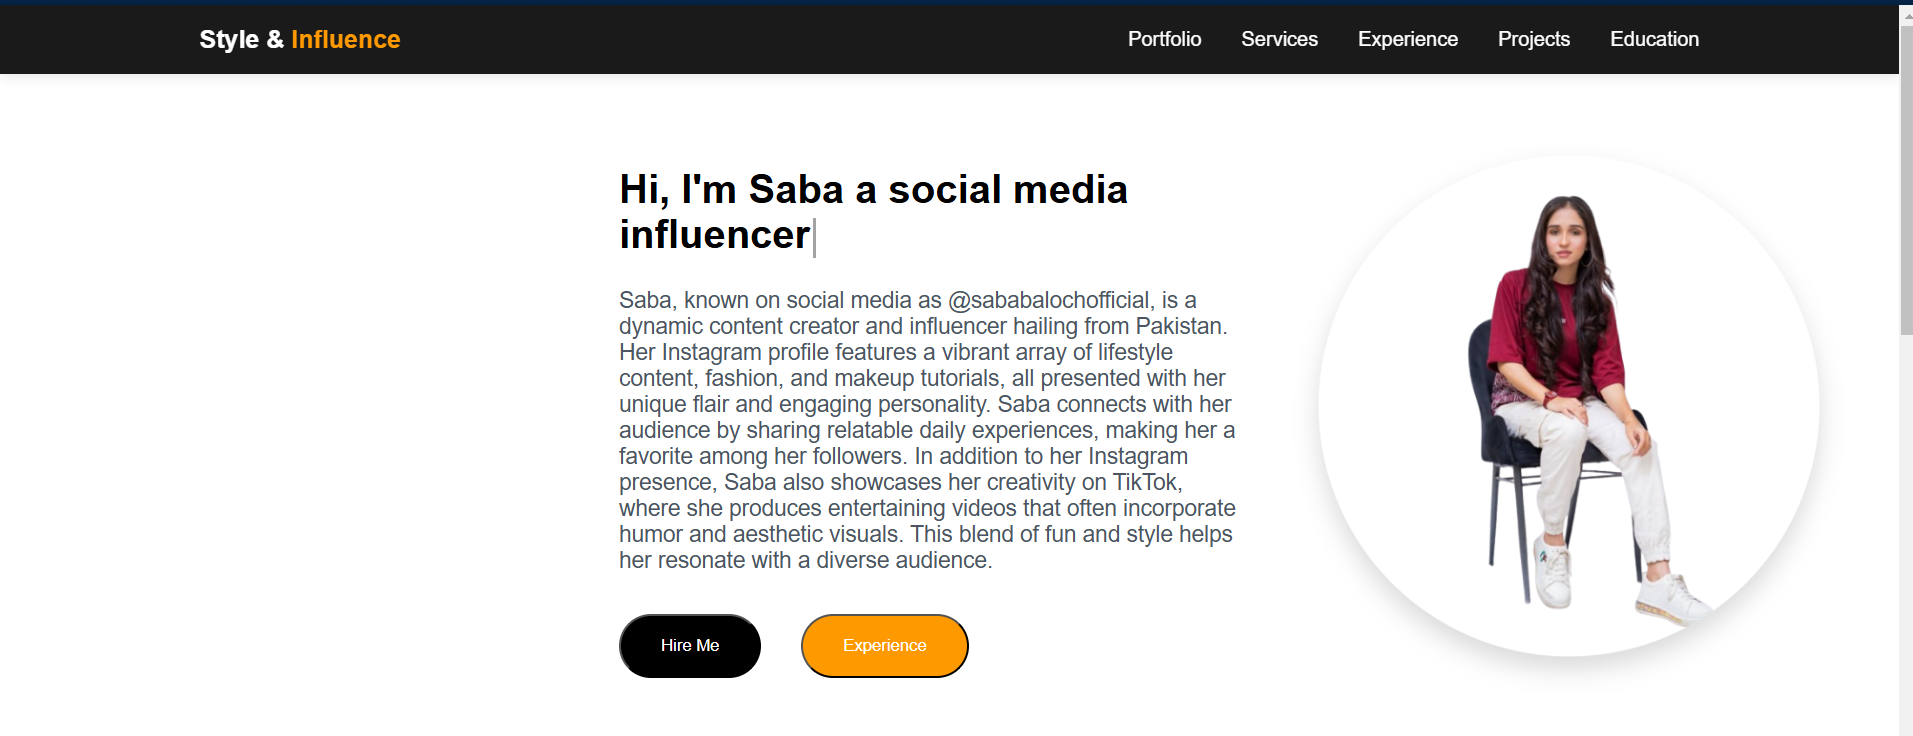 Style & Influence
Portfolio Services Experience Projects Education
Hi, I'm Saba a social media
influencer
Saba, known on social media as @sababalochofficial, is a
dynamic content creator and influencer hailing from Pakistan.
Her Instagram profile features a vibrant array of lifestyle
content, fashion, and makeup tutorials, all presented with her
unique flair and engaging personality. Saba connects with her
audience by sharing relatable daily experiences, making her a
favorite among her followers. In addition to her Instagram
presence, Saba also showcases her creativity on TikTok,
where she produces entertaining videos that often incorporate
humor and aesthetic visuals. This blend of fun and style helps
her resonate with a diverse audience.
Hire Me
Experience